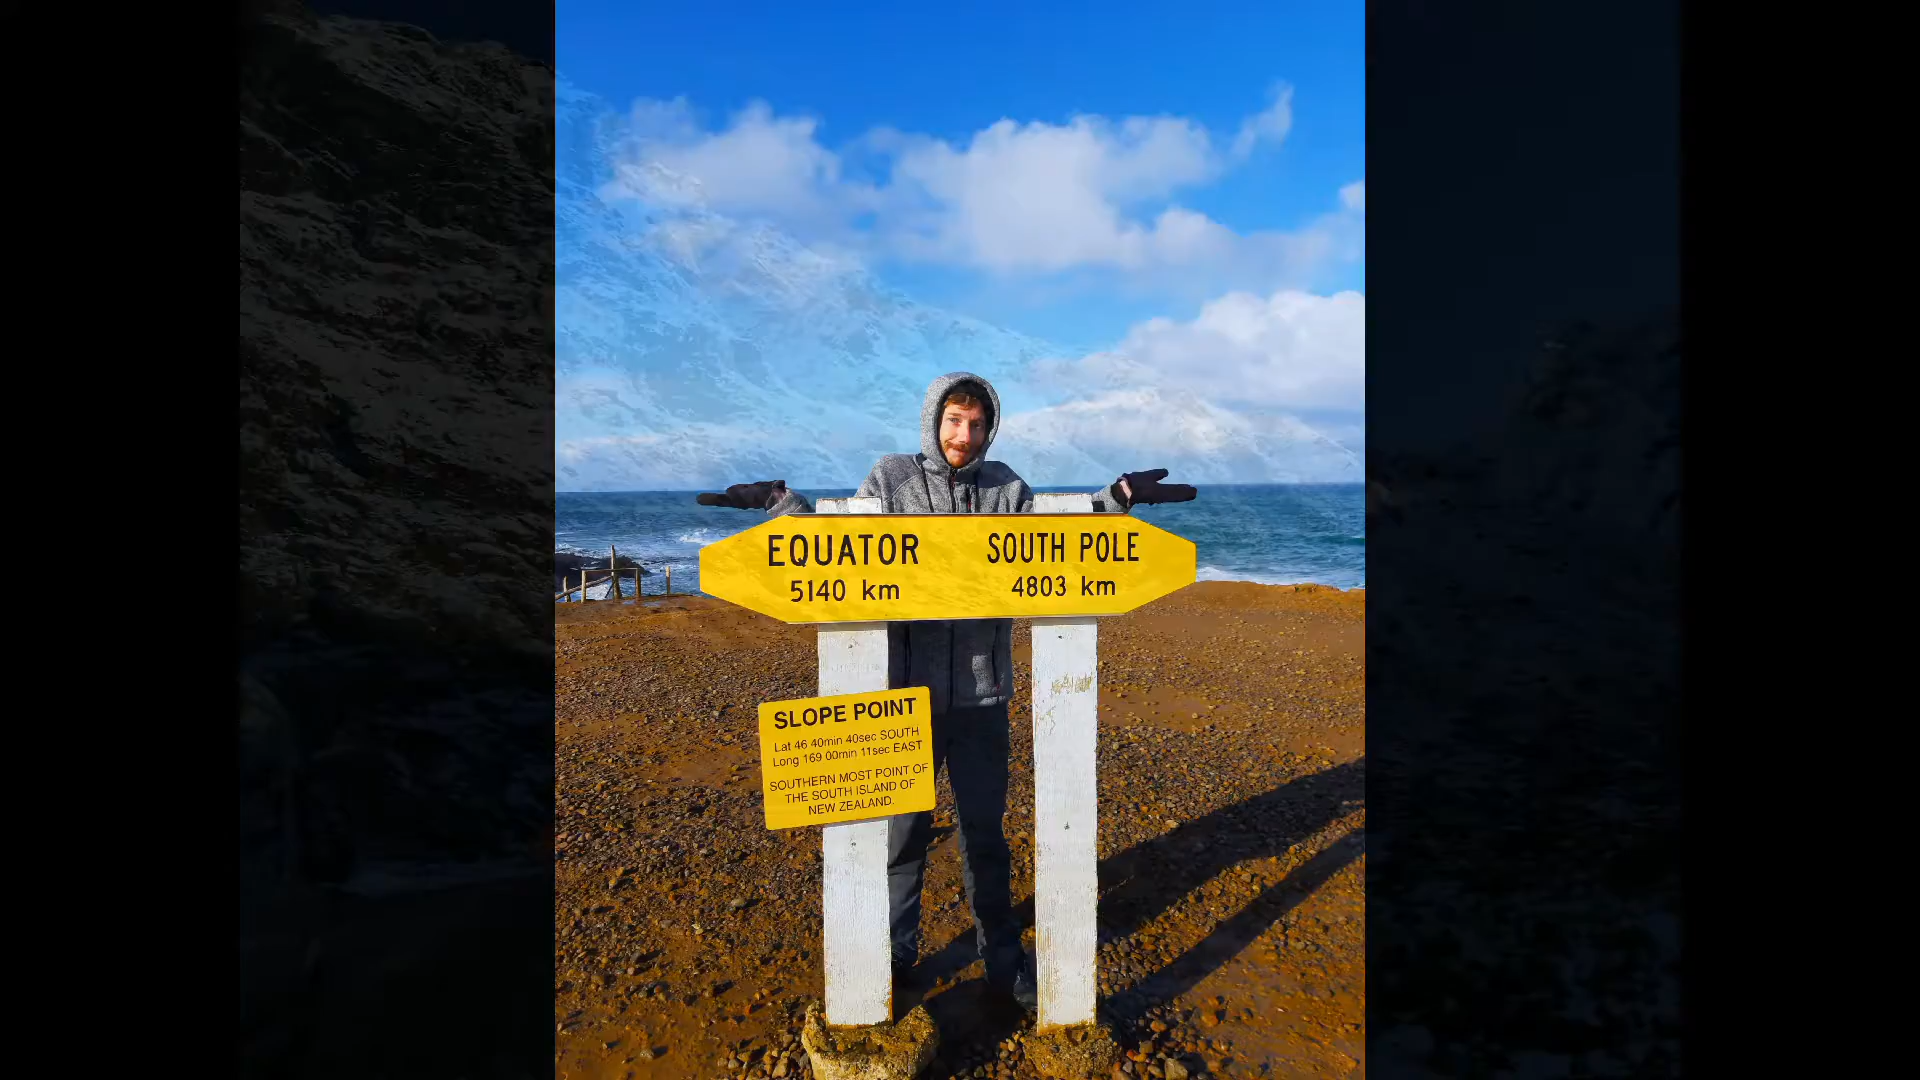 EQUATOR
5140 km
SOUTH POLE
4803 km
SLOPE POINT
Lat 46 40min 40sec SOUTH
Long 169 00min 11sec EAST
SOUTHERN MOST POINT OF
THE SOUTH ISLAND OF
NEW ZEALAND.